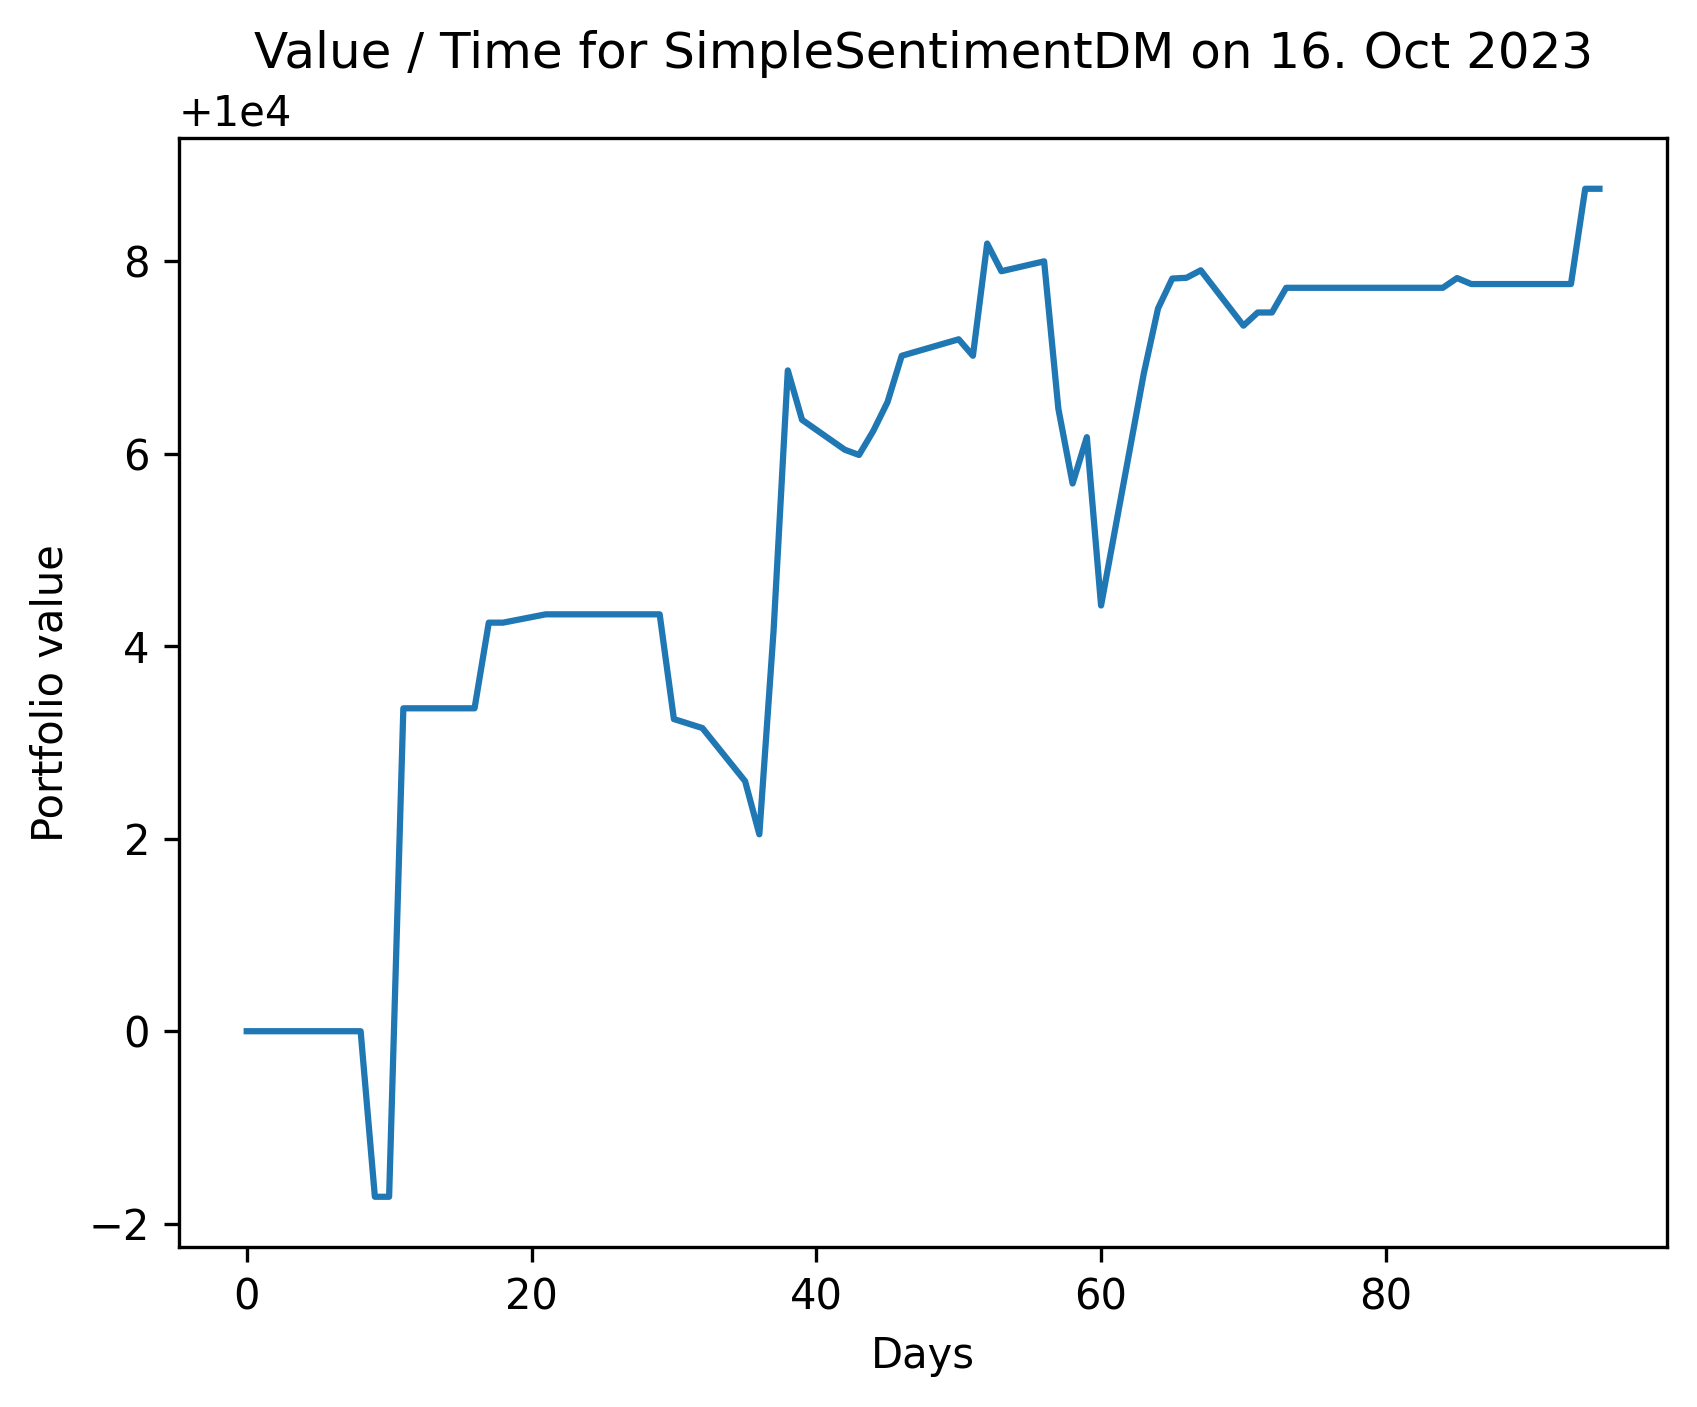 Value / Time for SimpleSentimentDM on 16. Oct 2023
+1e4
8
6
4
2
0
−2
Portfolio value
0 20 40 60 80
Days